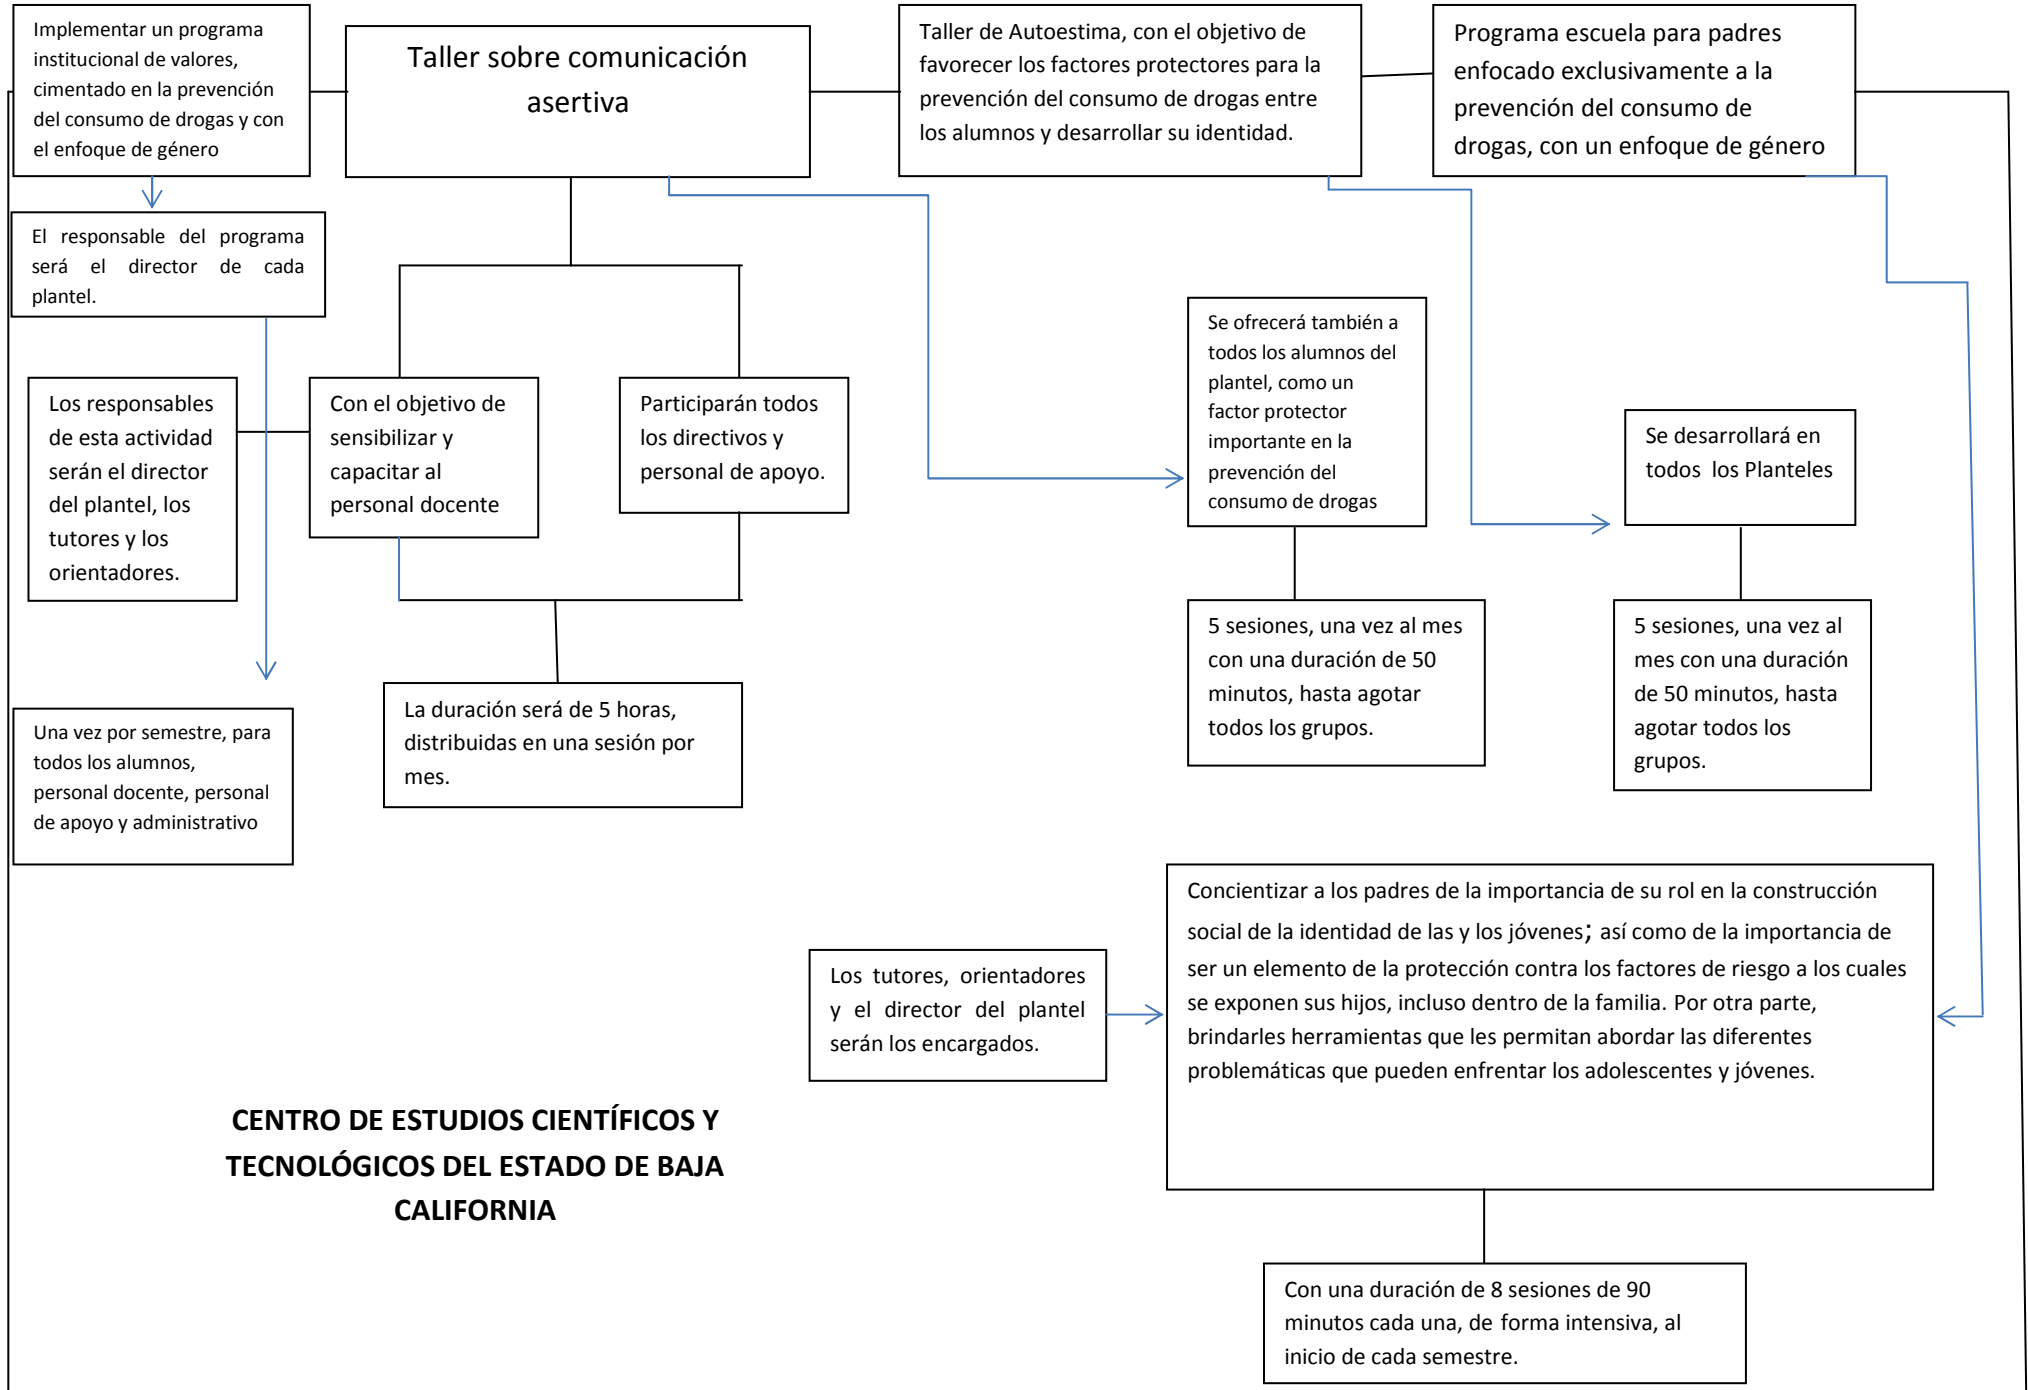 Implementar un programa
institucional de valores,
cimentado en la prevención
del consumo de drogas y con
el enfoque de género
Taller sobre comunicación
asertiva
Taller de Autoestima, con el objetivo de
favorecer los factores protectores para la
prevención del consumo de drogas entre
los alumnos y desarrollar su identidad.
Programa escuela para padres
enfocado exclusivamente a la
prevención del consumo de
drogas, con un enfoque de género
El responsable del programa
será el director de cada
plantel.
Los responsables
de esta actividad
serán el director
del plantel, los
tutores y los
orientadores.
Con el objetivo de
sensibilizar y
capacitar al
personal docente
Participarán todos
los directivos y
personal de apoyo.
Se ofrecerá también a
todos los alumnos del
plantel, como un
factor protector
importante en la
prevención del
consumo de drogas
Se desarrollará en
todos los Planteles
5 sesiones, una vez al mes
con una duración de 50
minutos, hasta agotar
todos los grupos.
5 sesiones, una vez al
mes con una duración
de 50 minutos, hasta
agotar todos los
grupos.
Una vez por semestre, para
todos los alumnos,
personal docente, personal
de apoyo y administrativo
La duración será de 5 horas,
distribuidas en una sesión por
mes.
Los tutores, orientadores
y el director del plantel
serán los encargados.
Concientizar a los padres de la importancia de su rol en la construcción
social de la identidad de las y los jóvenes; así como de la importancia de
ser un elemento de la protección contra los factores de riesgo a los cuales
se exponen sus hijos, incluso dentro de la familia. Por otra parte,
brindarles herramientas que les permitan abordar las diferentes
problemáticas que pueden enfrentar los adolescentes y jóvenes.
CENTRO DE ESTUDIOS CIENTÍFICOS Y
TECNOLÓGICOS DEL ESTADO DE BAJA
CALIFORNIA
Con una duración de 8 sesiones de 90
minutos cada una, de forma intensiva, al
inicio de cada semestre.